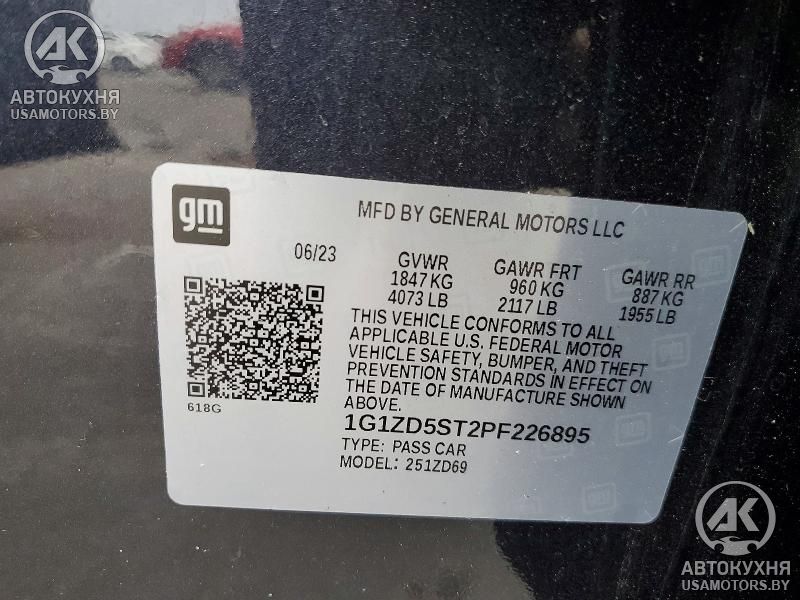 AK
АВТОКУХНЯ
USAMOTORS.BY
gm
MFD BY GENERAL MOTORS LLC
06/23
GVWR
1847 KG
4073 LB
GAWR FRT
960 KG
2117 LB
GAWR RR
887 KG
1955 LB
THIS VEHICLE CONFORMS TO ALL
APPLICABLE U.S. FEDERAL MOTOR
VEHICLE SAFETY, BUMPER, AND THEFT
PREVENTION STANDARDS IN EFFECT ON
THE DATE OF MANUFACTURE SHOWN
ABOVE.
618G
1G1ZD5ST2PF226895
TYPE: PASS CAR
MODEL: 251ZD69
AK
АВТОКУХНЯ
USAMOTORS.BY